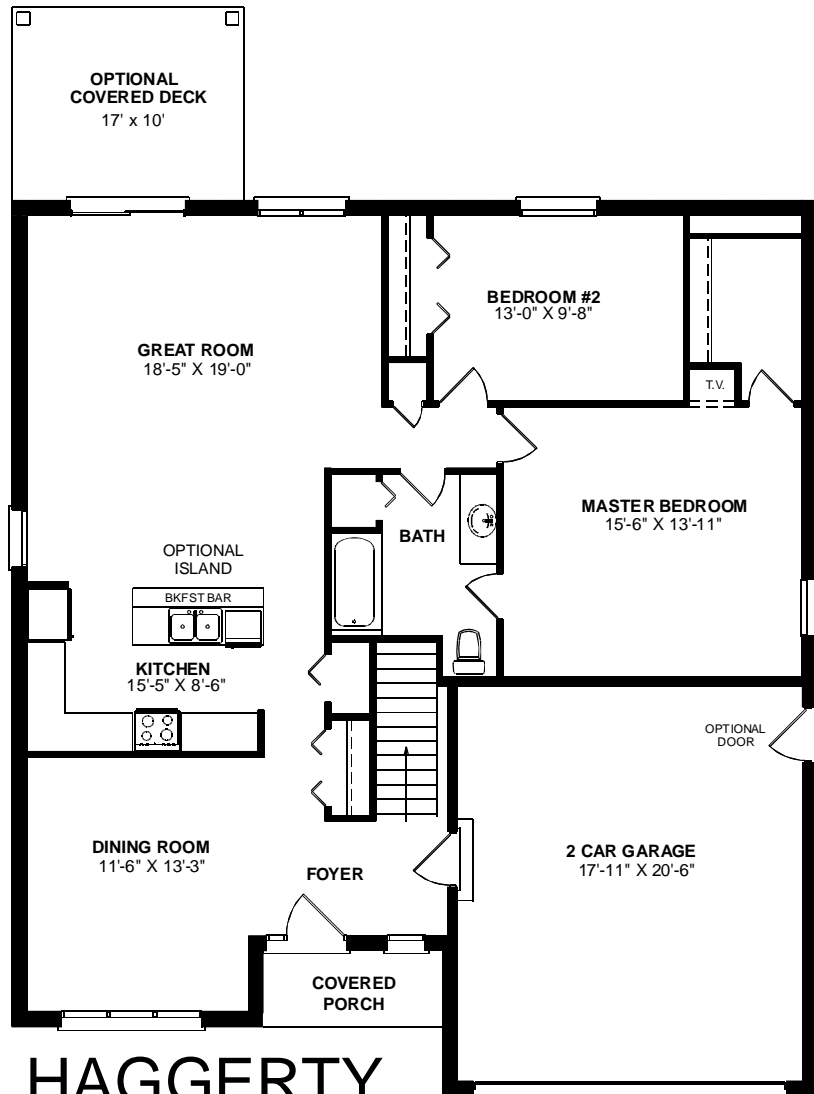 OPTIONAL
COVERED DECK
17' x 10'
BEDROOM #2
13'-0" X 9'-8"
GREAT ROOM
18'-5" X 19'-0"
T.V.
MASTER BEDROOM
15'-6" X 13'-11"
BATH
OPTIONAL
ISLAND
BKFST BAR
KITCHEN
15'-5" X 8'-6"
OPTIONAL
DOOR
DINING ROOM
11'-6" X 13'-3"
FOYER
2 CAR GARAGE
17'-11" X 20'-6"
COVERED
PORCH
HAGGERTY